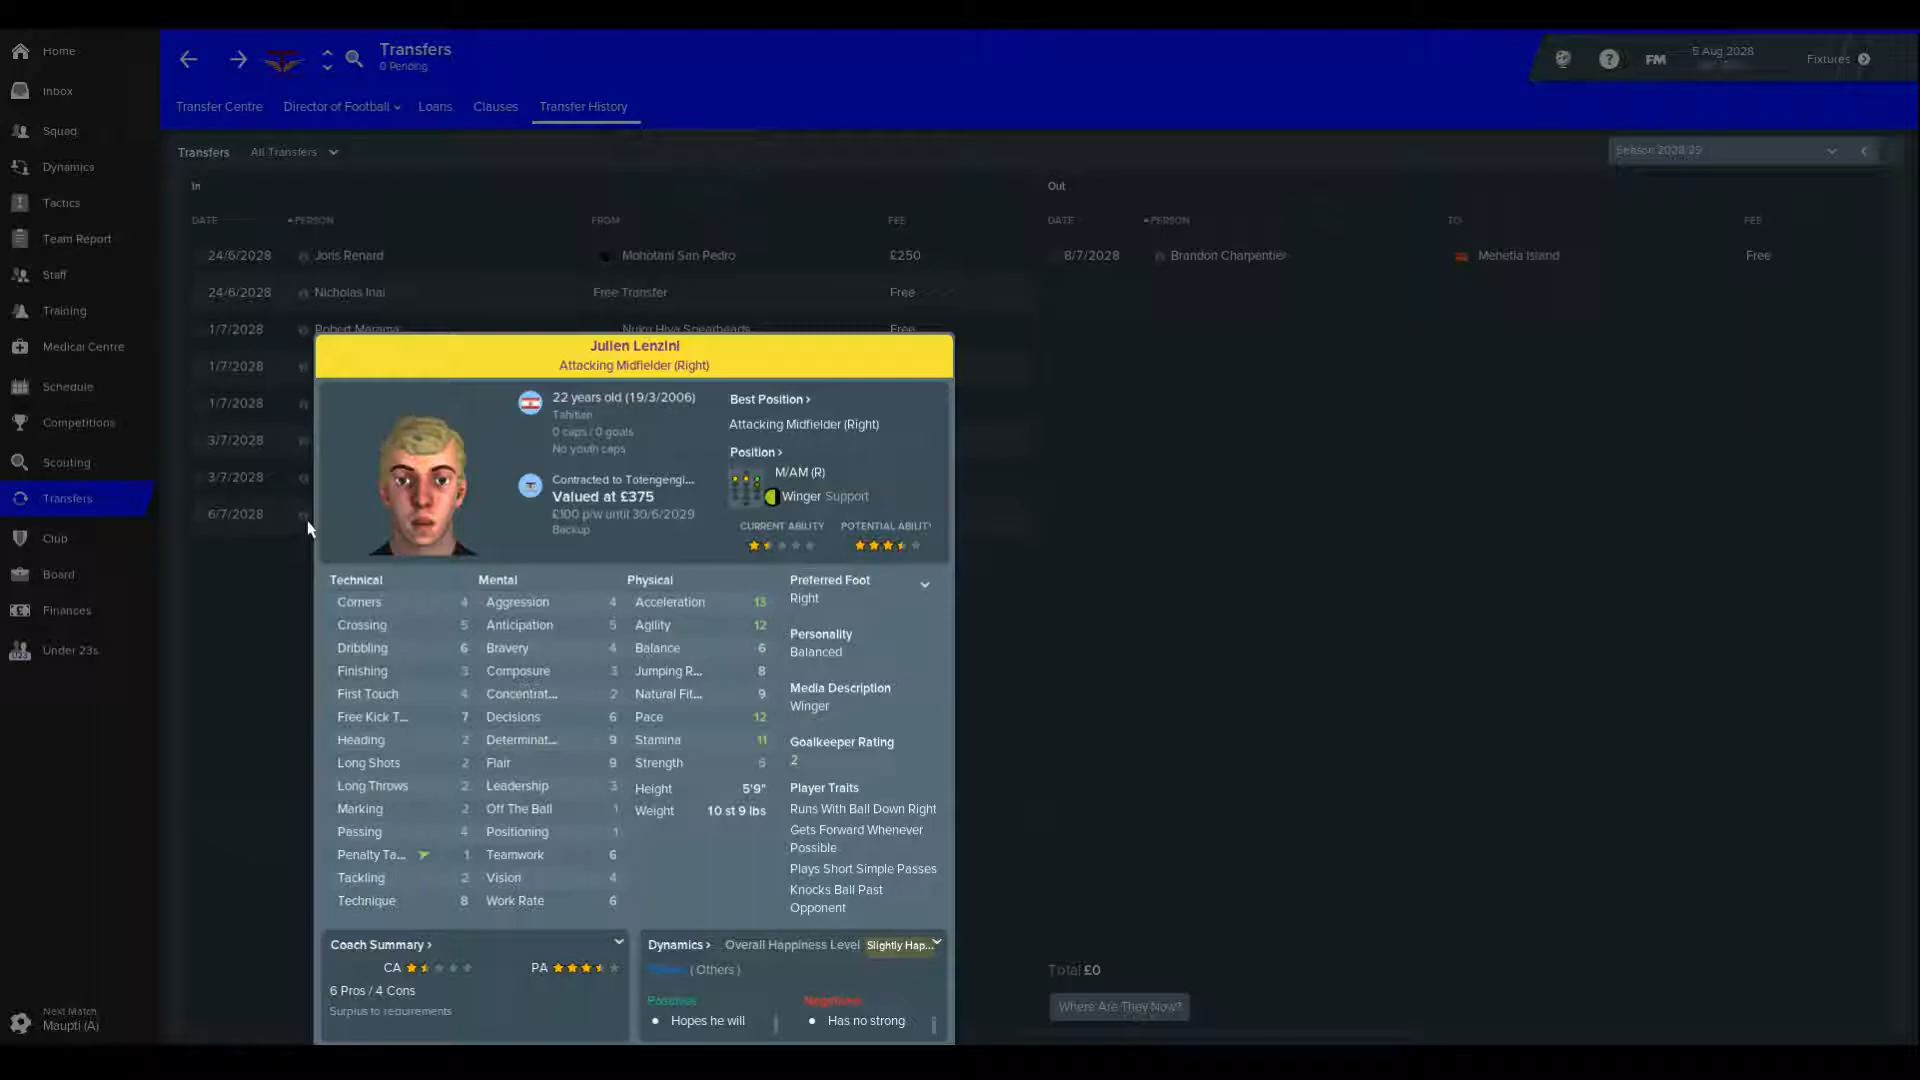 Home
Inbox
Squad
Dynamics
Tactics
Team Report
Staff
Training
Medical Centre
Schedule
Competitions
Scouting
Transfers
Club
Board
Finances
Under 23s
Next Match
Maupti (A)
Transfers
0 Pending
5 Aug 2028
FM
Fixtures
Transfer Centre Director of Football Loans Clauses Transfer History
Transfers All Transfers
Season 2028/29
In
DATE PERSON FROM FEE
24/6/2028 Joris Renard Mohotani San Pedro £250
24/6/2028 Nicholas Inai Free Transfer Free
1/7/2028 Robert Marama Nuku Hiva Spearheads Free
1/7/2028
1/7/2028
3/7/2028
3/7/2028
6/7/2028
Out
DATE PERSON TO FEE
8/7/2028 Brandon Charpentier Mehetia Island Free
Total £0
Where Are They Now?
Julien Lenzini
Attacking Midfielder (Right)
22 years old (19/3/2006)
Tahitian
0 caps / 0 goals
No youth caps
Contracted to Totengengi...
Valued at £375
£100 p/w until 30/6/2029
Backup
Best Position ›
Attacking Midfielder (Right)
Position ›
M/AM (R)
Winger Support
CURRENT ABILITY POTENTIAL ABILIT
Technical
Corners 4
Crossing 5
Dribbling 6
Finishing 3
First Touch 4
Free Kick T... 7
Heading 2
Long Shots 2
Long Throws 2
Marking 2
Passing 4
Penalty Ta... 1
Tackling 2
Technique 8
Mental
Aggression 4
Anticipation 5
Bravery 4
Composure 3
Concentrat... 2
Decisions 6
Determinat... 9
Flair 9
Leadership 3
Off The Ball 1
Positioning 1
Teamwork 6
Vision 4
Work Rate 6
Physical
Acceleration 13
Agility 12
Balance 6
Jumping R... 8
Natural Fit... 9
Pace 12
Stamina 11
Strength 6
Height 5'9"
Weight 10 st 9 lbs
Preferred Foot
Right
Personality
Balanced
Media Description
Winger
Goalkeeper Rating
2
Player Traits
Runs With Ball Down Right
Gets Forward Whenever
Possible
Plays Short Simple Passes
Knocks Ball Past
Opponent
Coach Summary ›
CA PA
6 Pros / 4 Cons
Surplus to requirements
Dynamics › Overall Happiness Level Slightly Hap...
( Others )
Positives Negatives
• Hopes he will • Has no strong